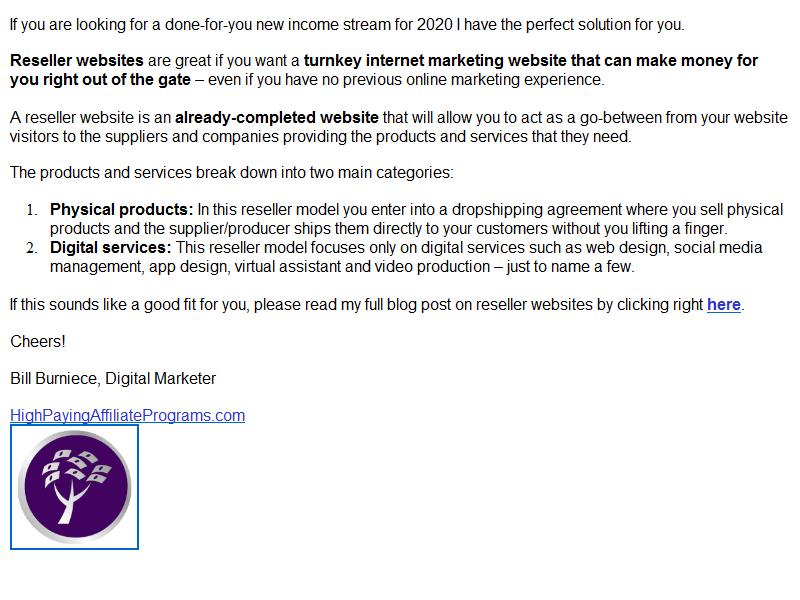 If you are looking for a done-for-you new income stream for 2020 I have the perfect solution for you.
Reseller websites are great if you want a turnkey internet marketing website that can make money for
you right out of the gate – even if you have no previous online marketing experience.
A reseller website is an already-completed website that will allow you to act as a go-between from your website
visitors to the suppliers and companies providing the products and services that they need.
The products and services break down into two main categories:
1. Physical products: In this reseller model you enter into a dropshipping agreement where you sell physical
products and the supplier/producer ships them directly to your customers without you lifting a finger.
2. Digital services: This reseller model focuses only on digital services such as web design, social media
management, app design, virtual assistant and video production – just to name a few.
If this sounds like a good fit for you, please read my full blog post on reseller websites by clicking right here.
Cheers!
Bill Burniece, Digital Marketer
HighPayingAffiliatePrograms.com